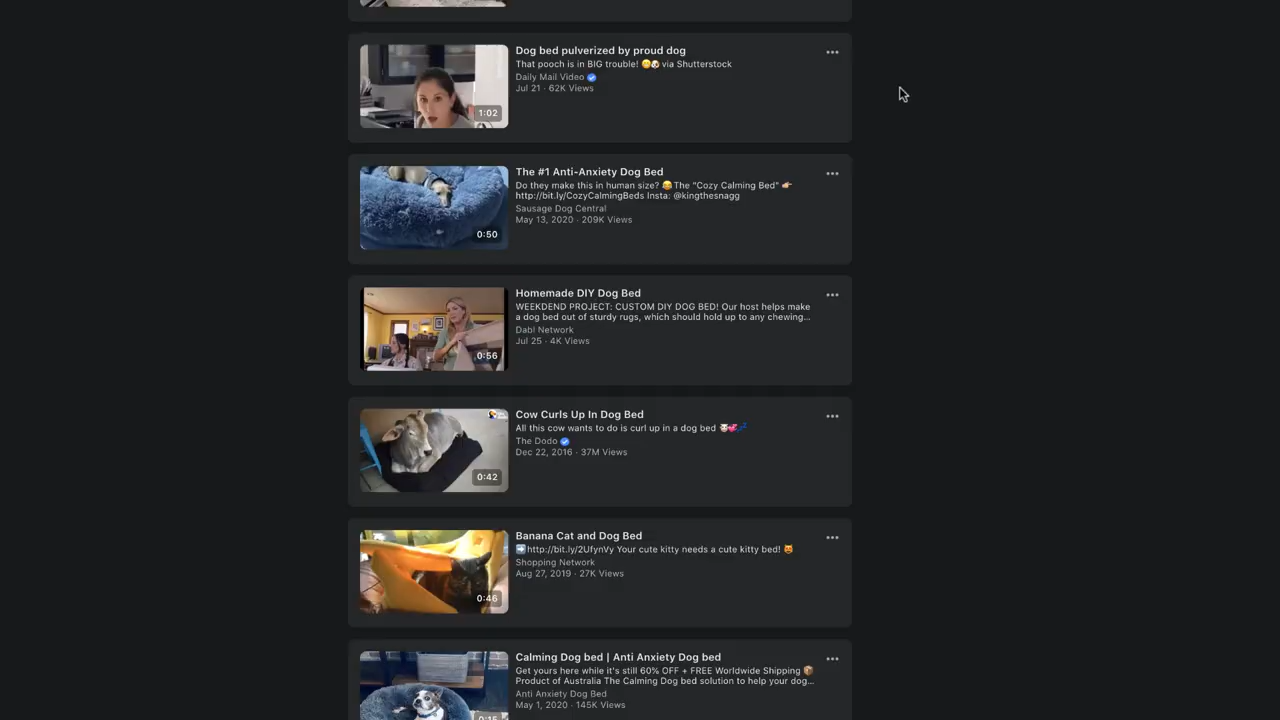 Dog bed pulverized by proud dog
That pooch is in BIG trouble! 🤭🐶 via Shutterstock
Daily Mail Video
Jul 21 · 62K Views
1:02
The #1 Anti-Anxiety Dog Bed
Do they make this in human size? 😂The "Cozy Calming Bed" 👉
http://bit.ly/CozyCalmingBeds Insta: @kingthesnagg
Sausage Dog Central
May 13, 2020 · 209K Views
0:50
Homemade DIY Dog Bed
WEEKDEND PROJECT: CUSTOM DIY DOG BED! Our host helps make
a dog bed out of sturdy rugs, which should hold up to any chewing...
Dabl Network
Jul 25 · 4K Views
0:56
Cow Curls Up In Dog Bed
All this cow wants to do is curl up in a dog bed 🐮💞💤
The Dodo
Dec 22, 2016 · 37M Views
0:42
Banana Cat and Dog Bed
➡️http://bit.ly/2UfynVy Your cute kitty needs a cute kitty bed! 😻
Shopping Network
Aug 27, 2019 · 27K Views
0:46
Calming Dog bed | Anti Anxiety Dog bed
Get yours here while it's still 60% OFF + FREE Worldwide Shipping 📦
Product of Australia The Calming Dog bed solution to help your dog...
Anti Anxiety Dog Bed
May 1, 2020 · 145K Views
0:15